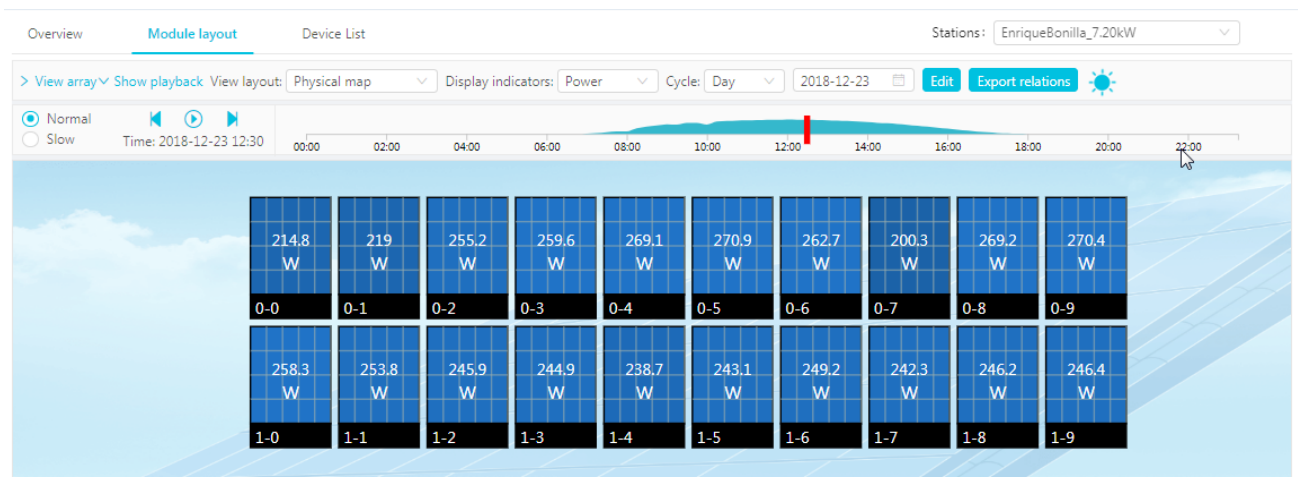 Overview Module layout Device List Stations: EnriqueBonilla_7.20kW
View array Show playback View layout: Physical map Display indicators: Power Cycle: Day 2018-12-23 Edit Export relations
Normal
Slow Time: 2018-12-23 12:30
00:00 02:00 04:00 06:00 08:00 10:00 12:00 14:00 16:00 18:00 20:00 22:00
214.8 219 255.2 259.6 269.1 270.9 262.7 200.3 269.2 270.4
W W W W W W W W W W
0-0 0-1 0-2 0-3 0-4 0-5 0-6 0-7 0-8 0-9
258.3 253.8 245.9 244.9 238.7 243.1 249.2 242.3 246.2 246.4
W W W W W W W W W W
1-0 1-1 1-2 1-3 1-4 1-5 1-6 1-7 1-8 1-9